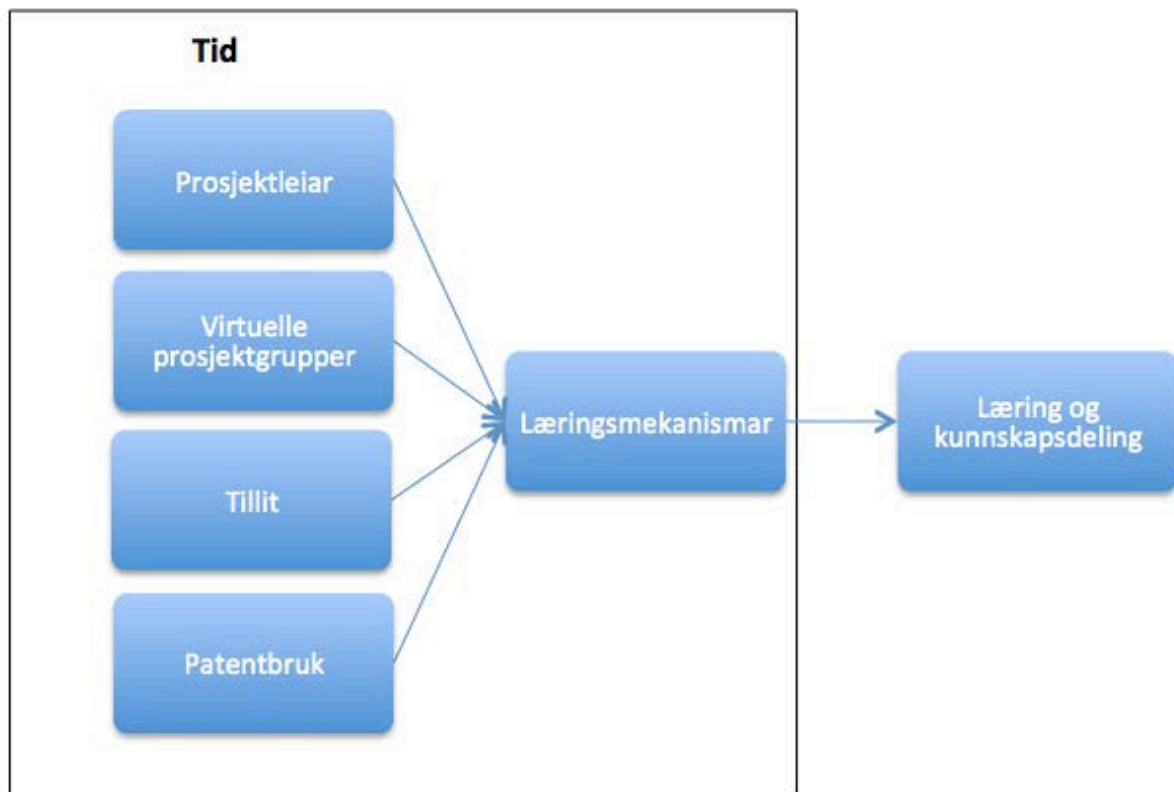 Tid
Prosjektleiar
Virtuelle
prosjektgrupper
Tillit
Patentbruk
Læringsmekanismar
Læring og
kunnskapsdeling